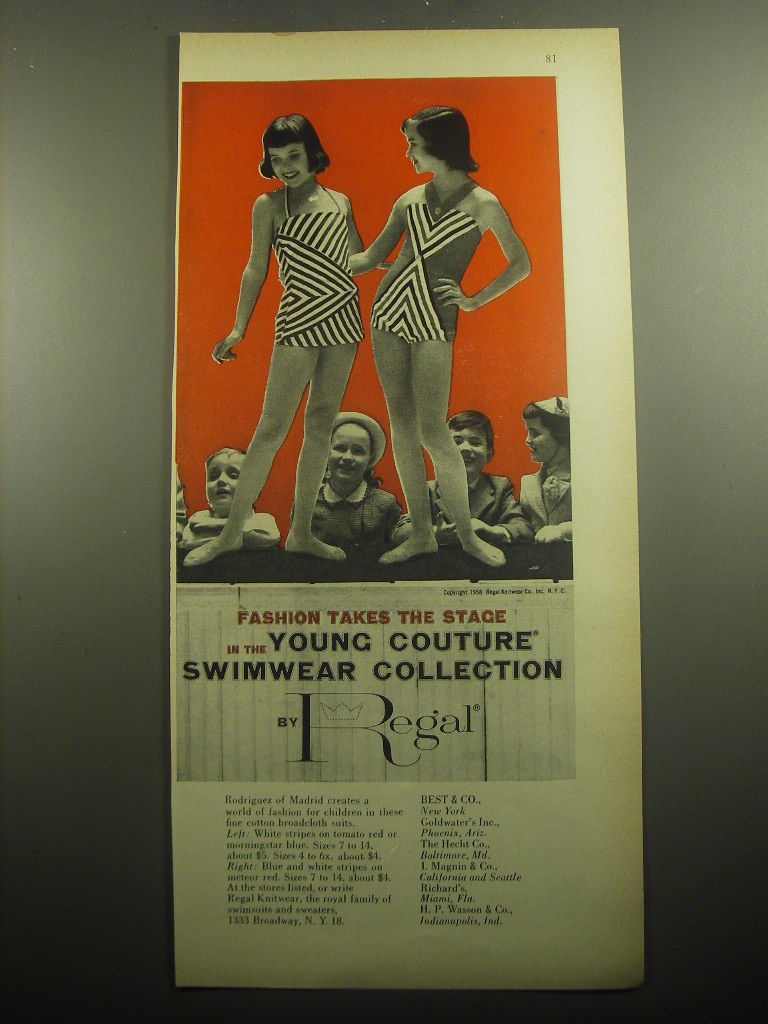 81
Copyright 1958 Regal Knitwear Co., Inc. N.Y.C.
FASHION TAKES THE STAGE
IN THE YOUNG COUTURE®
SWIMWEAR COLLECTION
BY Regal®
Rodriguez of Madrid creates a
world of fashion for children in these
fine cotton broadcloth suits.
Left: White stripes on tomato red or
morningstar blue. Sizes 7 to 14,
about $5. Sizes 4 to 6x, about $4.
Right: Blue and white stripes on
meteor red. Sizes 7 to 14, about $4.
At the stores listed, or write
Regal Knitwear, the royal family of
swimsuits and sweaters,
1333 Broadway, N. Y. 18.
BEST & CO.,
New York
Goldwater's Inc.,
Phoenix, Ariz.
The Hecht Co.,
Baltimore, Md.
I. Magnin & Co.,
California and Seattle
Richard's,
Miami, Fla.
H. P. Wasson & Co.,
Indianapolis, Ind.